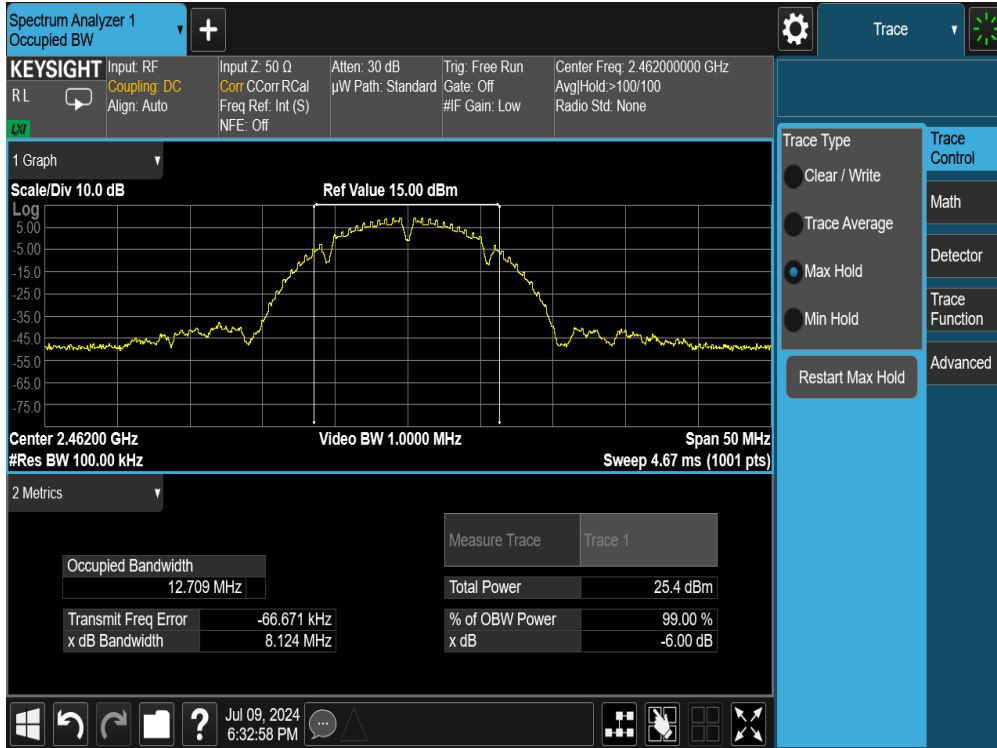 Spectrum Analyzer 1
Occupied BW
+
Trace
KEYSIGHT
R L
LXI
Input: RF
Coupling: DC
Align: Auto
Input Z: 50 Ω
Corr CCorr RCal
Freq Ref: Int (S)
NFE: Off
Atten: 30 dB
µW Path: Standard
Trig: Free Run
Gate: Off
#IF Gain: Low
Center Freq: 2.462000000 GHz
Avg|Hold:>100/100
Radio Std: None
1 Graph
Scale/Div 10.0 dB
Ref Value 15.00 dBm
Log
5.00
-5.00
-15.0
-25.0
-35.0
-45.0
-55.0
-65.0
-75.0
Center 2.46200 GHz
Video BW 1.0000 MHz
Span 50 MHz
#Res BW 100.00 kHz
Sweep 4.67 ms (1001 pts)
2 Metrics
Measure Trace
Trace 1
Occupied Bandwidth
12.709 MHz
Total Power
25.4 dBm
Transmit Freq Error
-66.671 kHz
% of OBW Power
99.00 %
x dB Bandwidth
8.124 MHz
x dB
-6.00 dB
Trace Type
Clear / Write
Trace Average
Max Hold
Min Hold
Restart Max Hold
Trace
Control
Math
Detector
Trace
Function
Advanced
?
Jul 09, 2024
6:32:58 PM